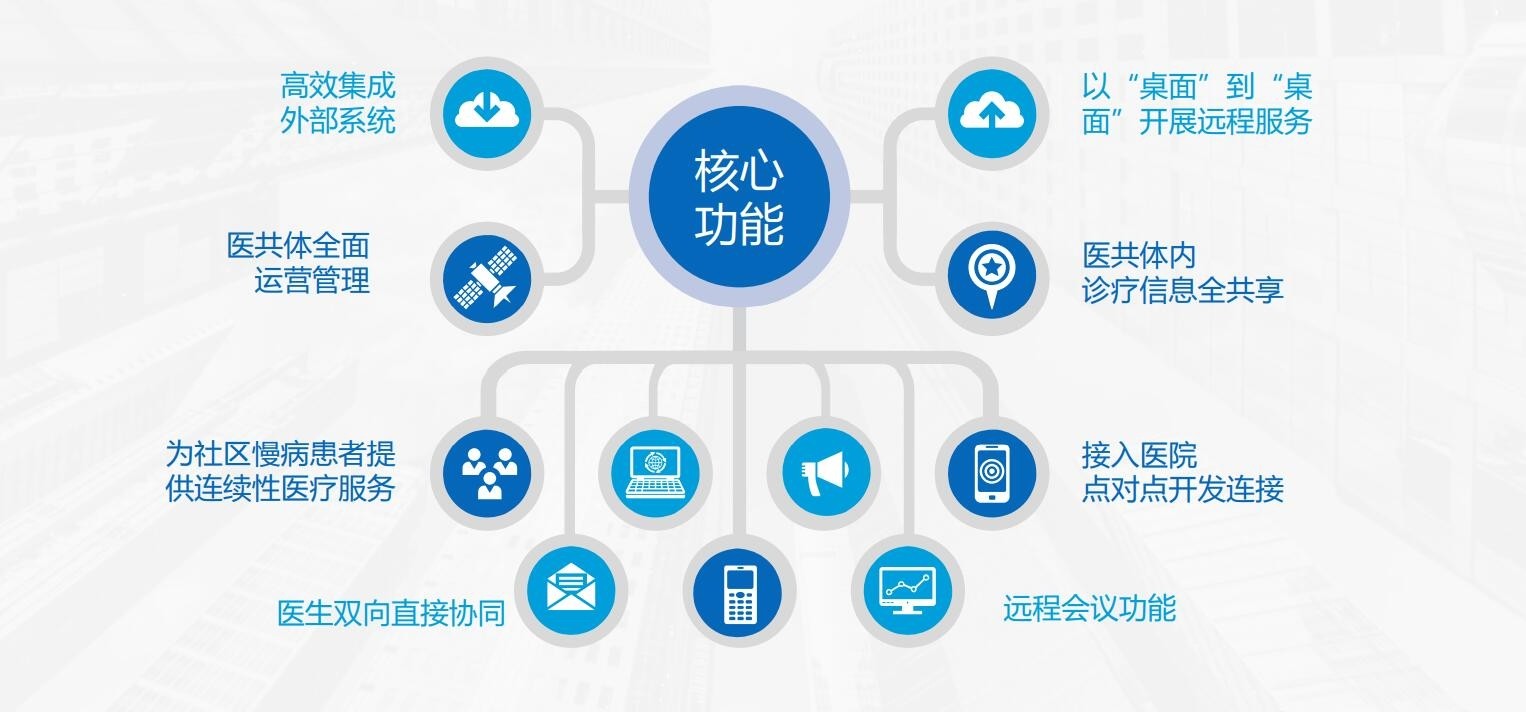 高效集成
外部系统
核心
功能
以“桌面”到“桌
面”开展远程服务
医共体全面
运营管理
医共体内
诊疗信息全共享
为社区慢病患者提
供连续性医疗服务
接入医院
点对点开发连接
医生双向直接协同
远程会议功能